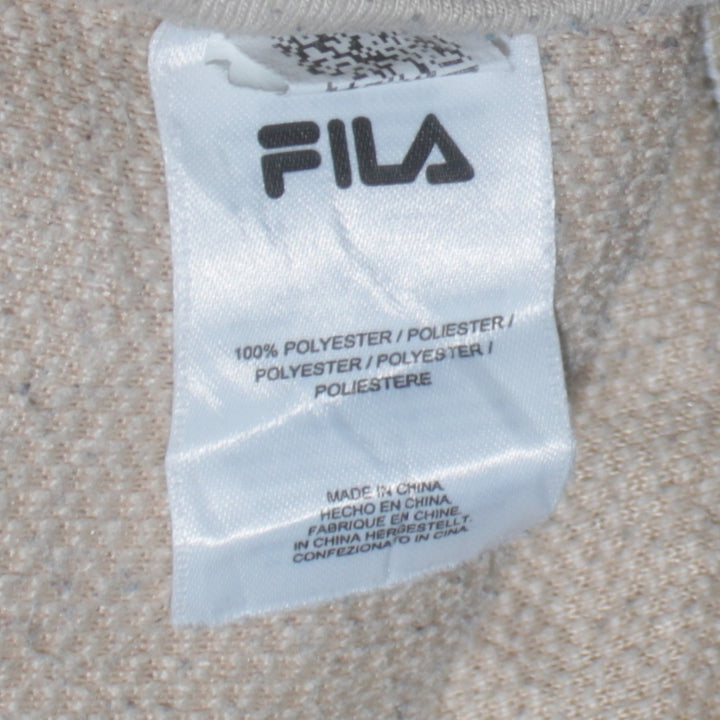 FILA
100% POLYESTER / POLIESTER /
POLYESTER / POLYESTER /
POLIESTERE
MADE IN CHINA.
HECHO EN CHINA.
FABRIQUE EN CHINE.
IN CHINA HERGESTELLT.
CONFEZIONATO IN CINA.